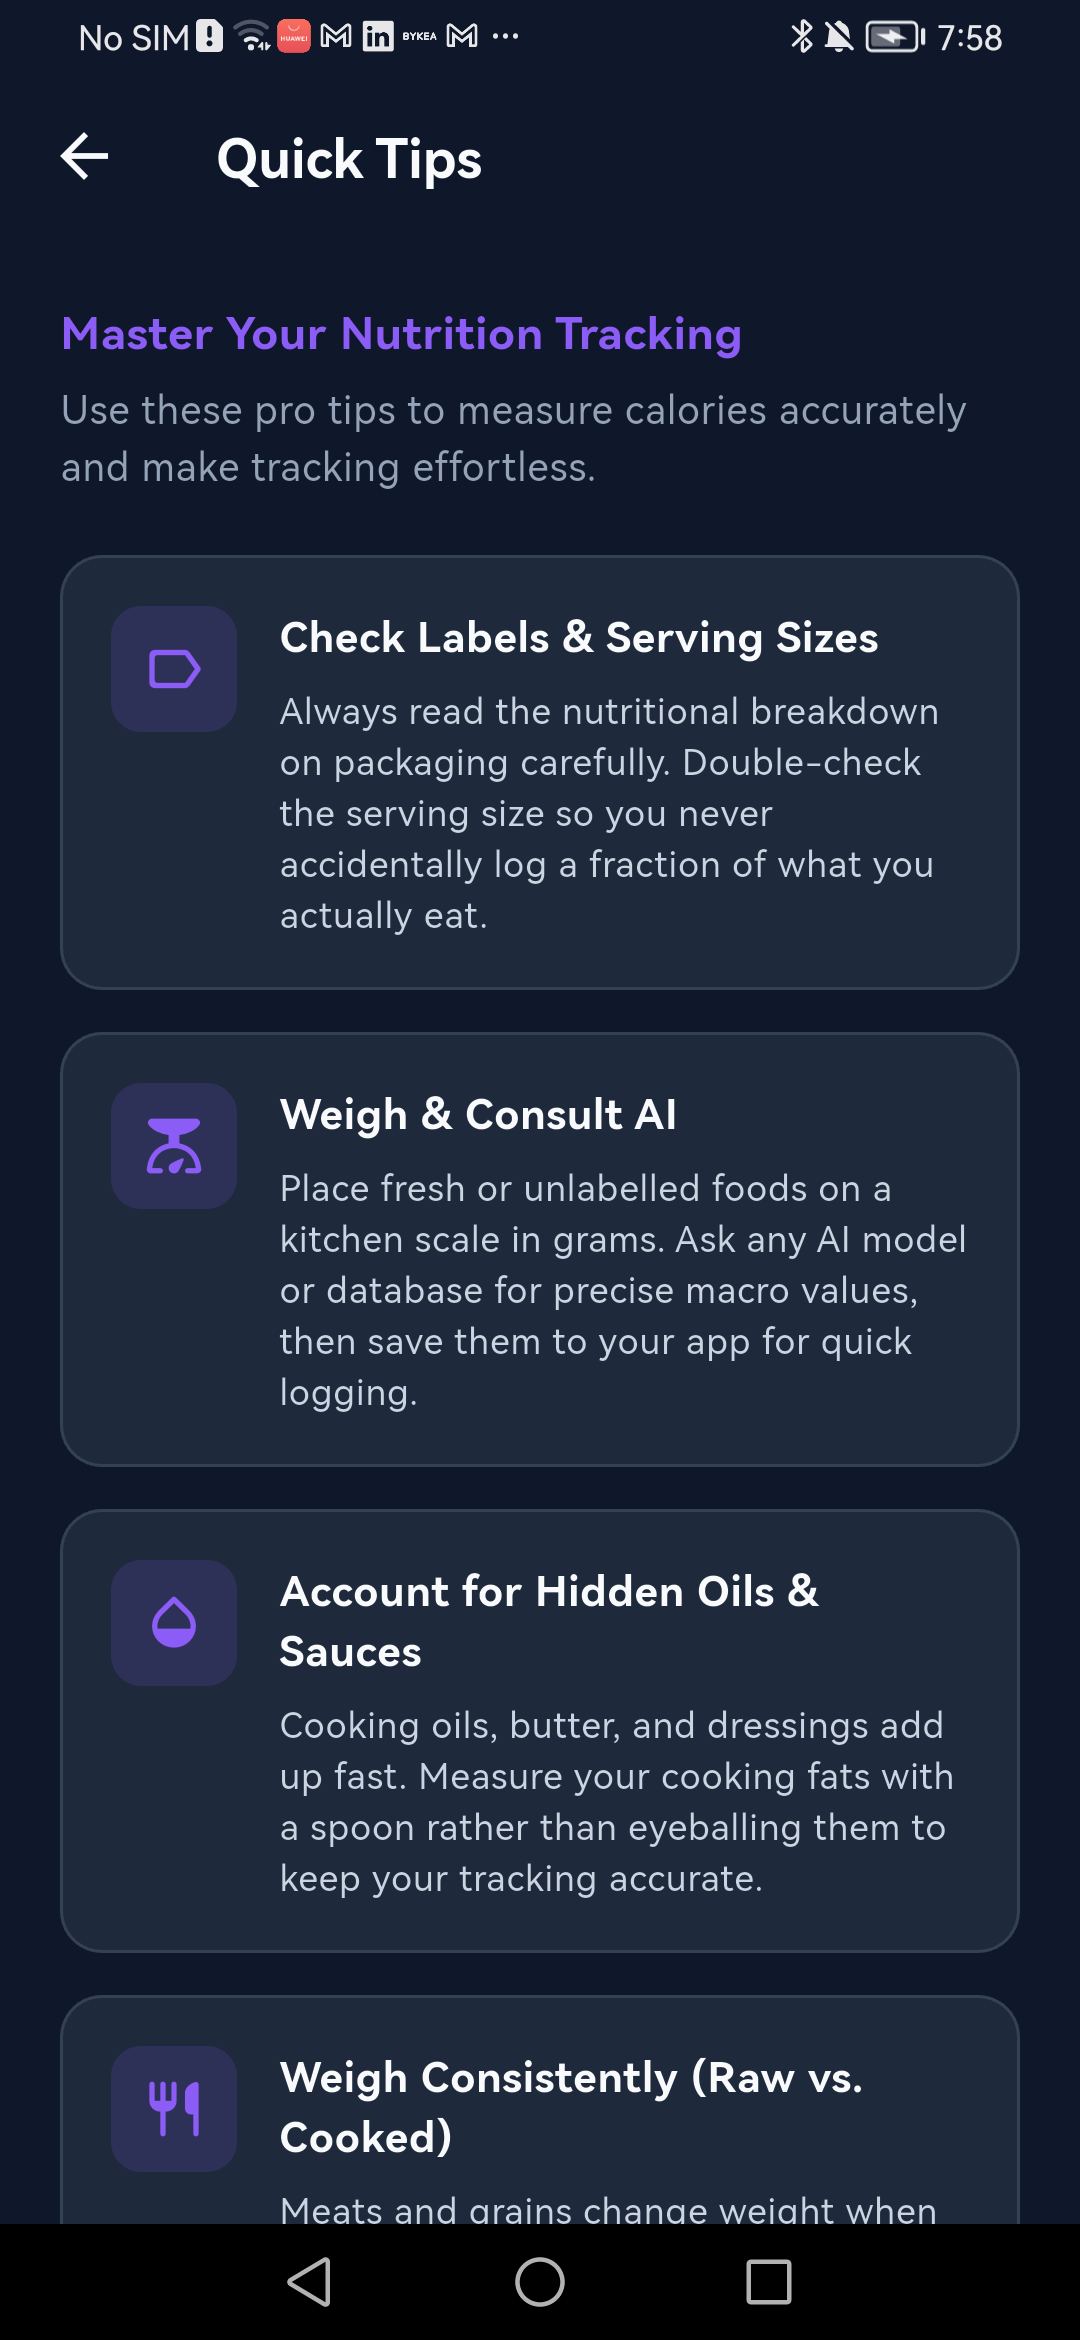 No SIM HUAWEI in BYKEA 7:58
Quick Tips
Master Your Nutrition Tracking
Use these pro tips to measure calories accurately
and make tracking effortless.
Check Labels & Serving Sizes
Always read the nutritional breakdown
on packaging carefully. Double-check
the serving size so you never
accidentally log a fraction of what you
actually eat.
Weigh & Consult AI
Place fresh or unlabelled foods on a
kitchen scale in grams. Ask any AI model
or database for precise macro values,
then save them to your app for quick
logging.
Account for Hidden Oils &
Sauces
Cooking oils, butter, and dressings add
up fast. Measure your cooking fats with
a spoon rather than eyeballing them to
keep your tracking accurate.
Weigh Consistently (Raw vs.
Cooked)
Meats and grains change weight when